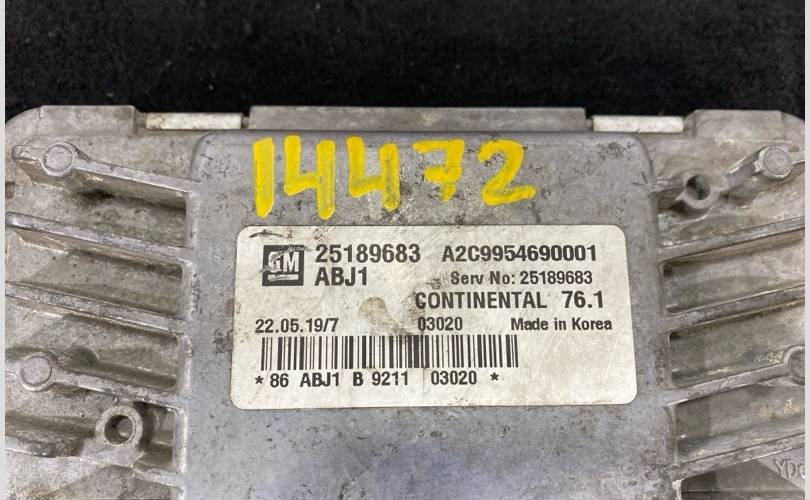 14472
GM 25189683 A2C9954690001
ABJ1 Serv No: 25189683
CONTINENTAL 76.1
22.05.19/7 03020 Made in Korea
* 86 ABJ1 B 9211 03020 *